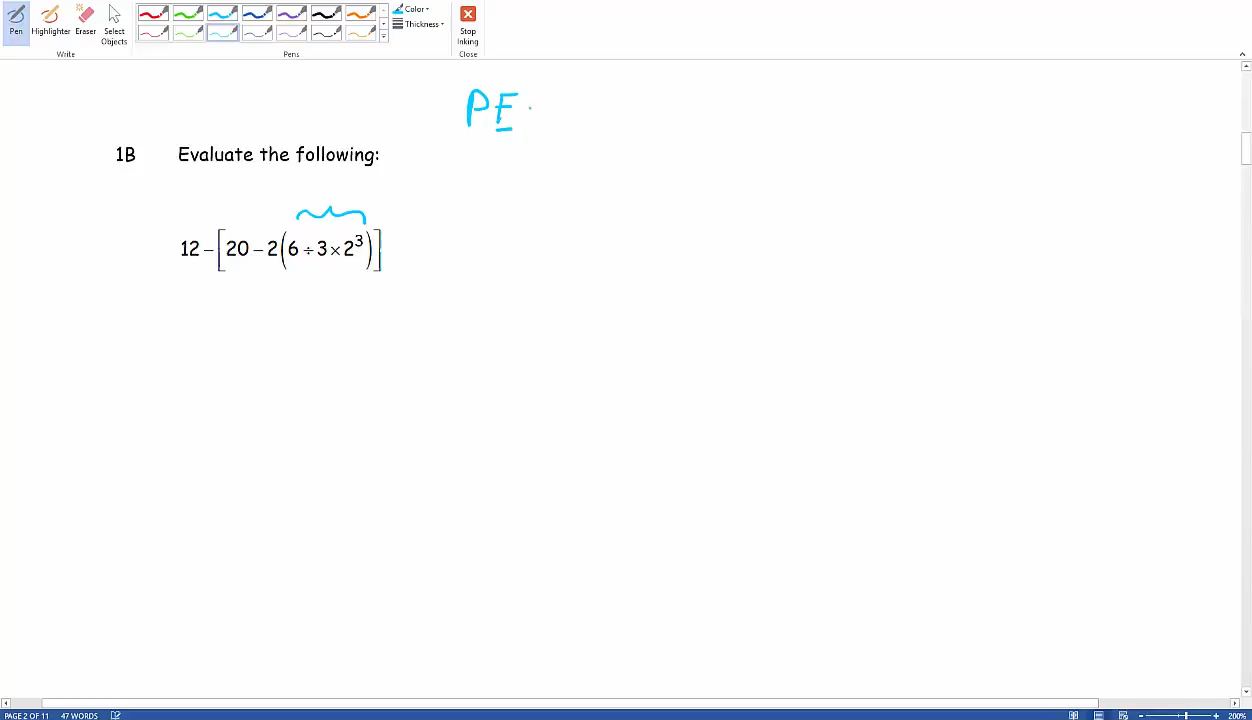 Pen Highlighter Eraser Select Objects
Color
Thickness
Stop Inking
Write Pens Close
PE
1B Evaluate the following:
12 − [20 − 2(6 ÷ 3 × 2³)]
PAGE 2 OF 11 47 WORDS 200%